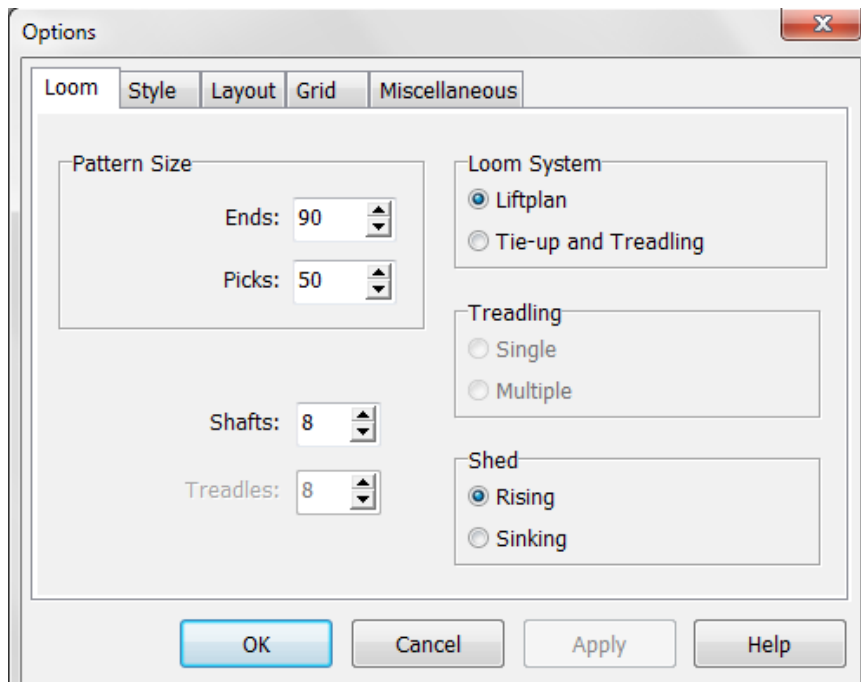 Options
Loom Style Layout Grid Miscellaneous
Pattern Size
Ends: 90
Picks: 50
Shafts: 8
Treadles: 8
Loom System
Liftplan
Tie-up and Treadling
Treadling
Single
Multiple
Shed
Rising
Sinking
OK Cancel Apply Help